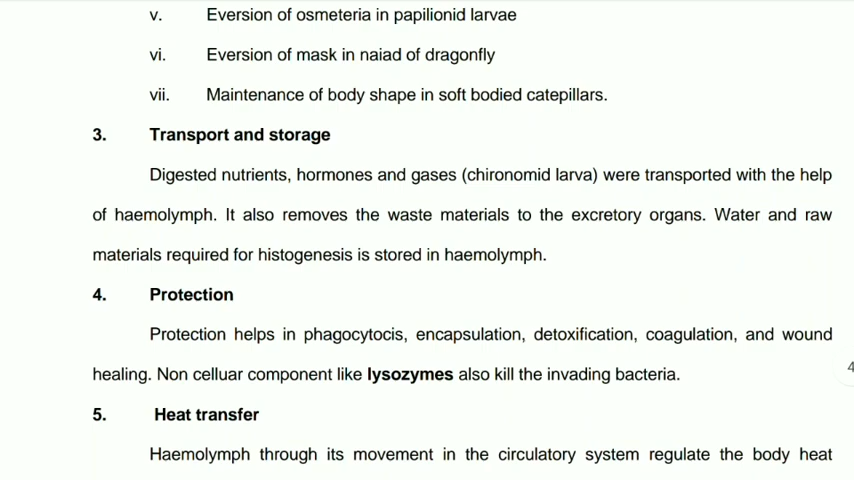 v. Eversion of osmeteria in papilionid larvae
vi. Eversion of mask in naiad of dragonfly
vii. Maintenance of body shape in soft bodied catepillars.
3. Transport and storage
Digested nutrients, hormones and gases (chironomid larva) were transported with the help
of haemolymph. It also removes the waste materials to the excretory organs. Water and raw
materials required for histogenesis is stored in haemolymph.
4. Protection
Protection helps in phagocytocis, encapsulation, detoxification, coagulation, and wound
healing. Non celluar component like lysozymes also kill the invading bacteria.
4
5. Heat transfer
Haemolymph through its movement in the circulatory system regulate the body heat